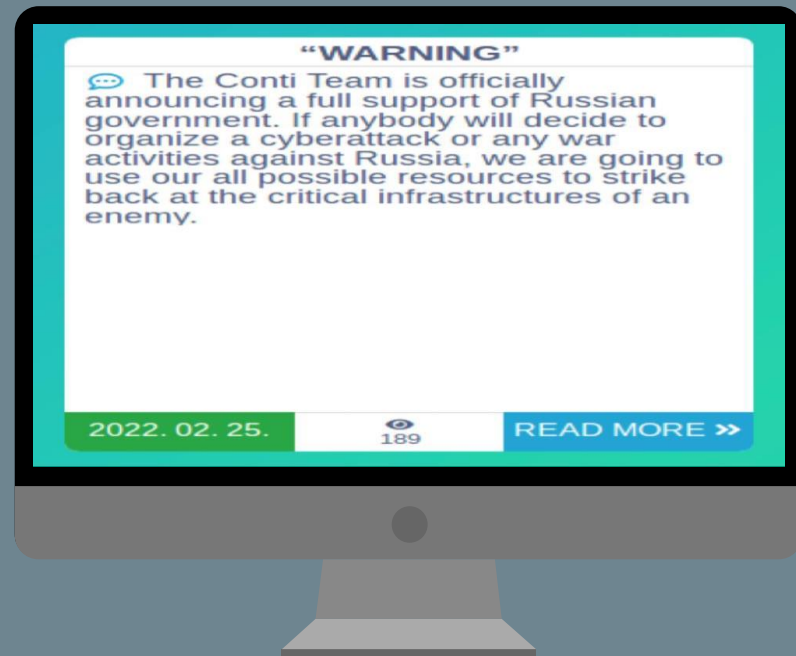 “WARNING”
The Conti Team is officially
announcing a full support of Russian
government. If anybody will decide to
organize a cyberattack or any war
activities against Russia, we are going to
use our all possible resources to strike
back at the critical infrastructures of an
enemy.
2022. 02. 25.
189
READ MORE »